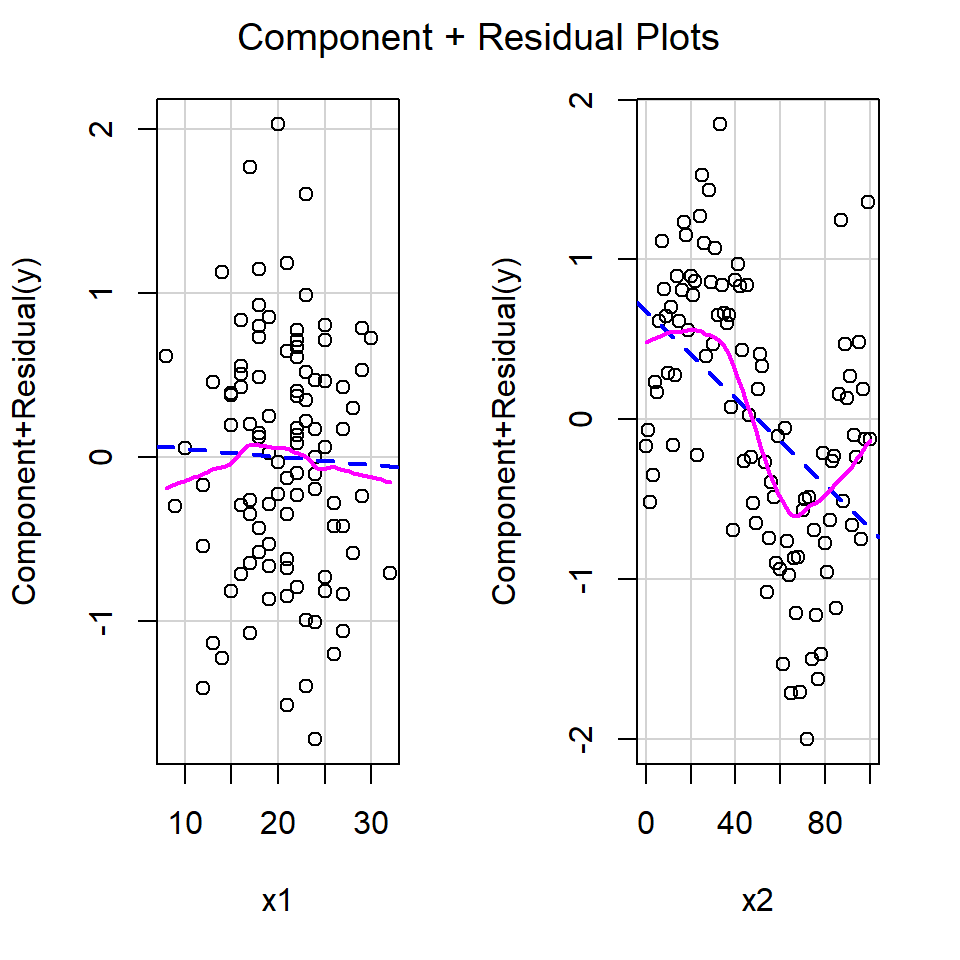 Component + Residual Plots
Component+Residual(y)
2
1
0
-1
10 20 30
x1
Component+Residual(y)
2
1
0
-1
-2
0 40 80
x2